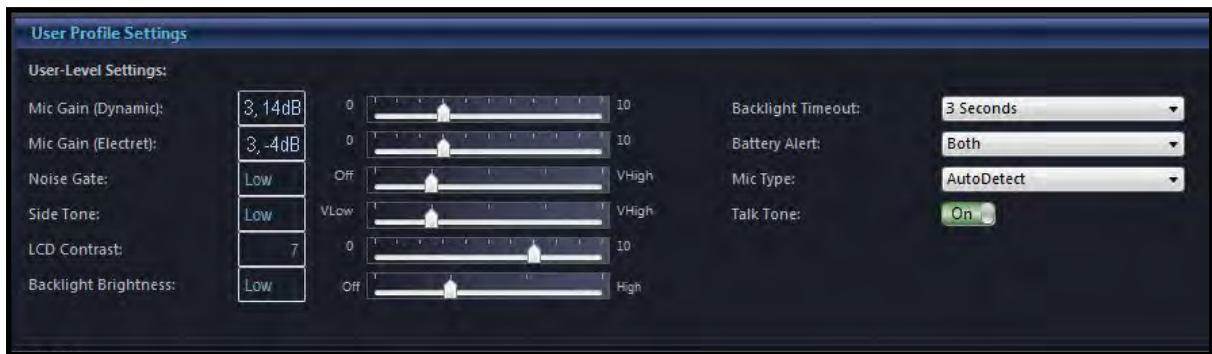 User Profile Settings
User-Level Settings:
Mic Gain (Dynamic): 3, 14dB 0 10 Backlight Timeout: 3 Seconds
Mic Gain (Electret): 3, -4dB 0 10 Battery Alert: Both
Noise Gate: Low Off VHigh Mic Type: AutoDetect
Side Tone: Low VLow VHigh Talk Tone: On
LCD Contrast: 7 0 10
Backlight Brightness: Low Off High